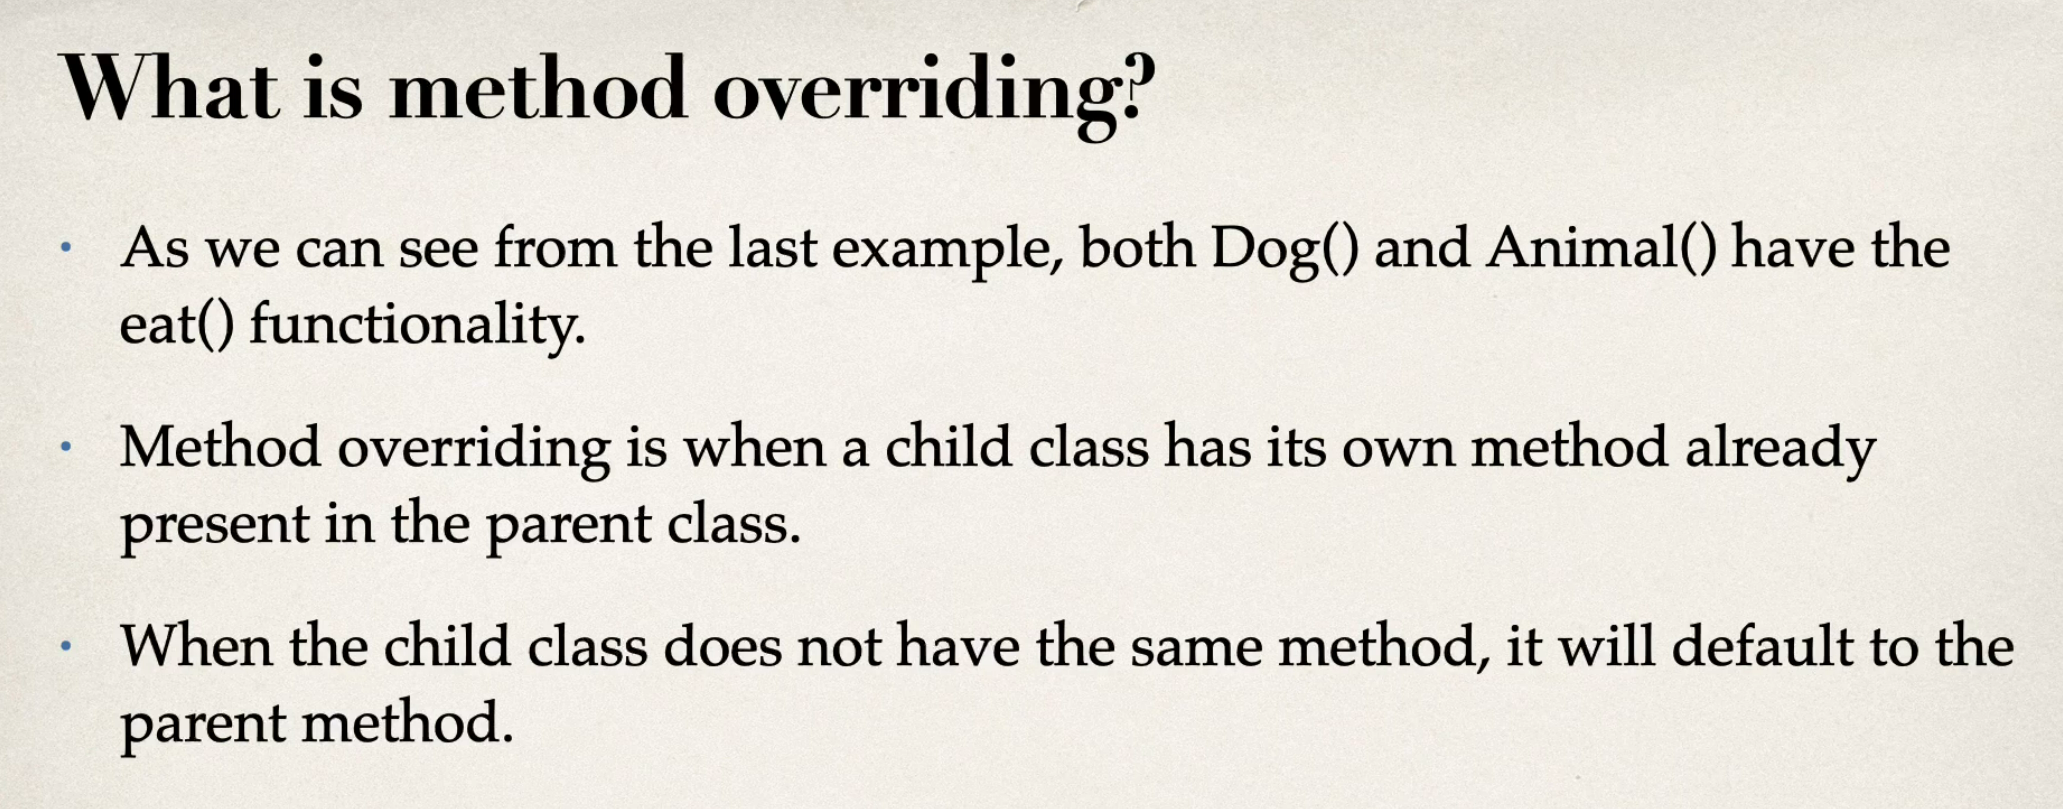 What is method overriding?
• As we can see from the last example, both Dog() and Animal() have the
eat() functionality.
• Method overriding is when a child class has its own method already
present in the parent class.
• When the child class does not have the same method, it will default to the
parent method.